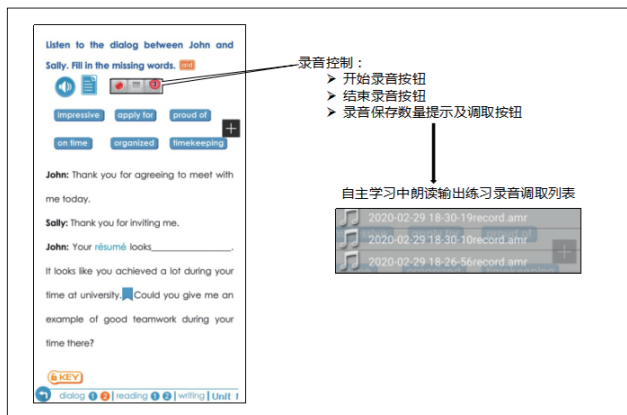 Listen to the dialog between John and
Sally. Fill in the missing words.
impressive apply for proud of
on time organized timekeeping
John: Thank you for agreeing to meet with
me today.
Sally: Thank you for inviting me.
John: Your résumé looks____________.
It looks like you achieved a lot during your
time at university. Could you give me an
example of good teamwork during your
time there?
KEY
dialog 1 2 | reading 1 2 | writing | Unit 1
录音控制：
开始录音按钮
结束录音按钮
录音保存数量提示及调取按钮
自主学习中朗读输出练习录音调取列表
2020-02-29 18-30-19record.amr
2020-02-29 18-30-10record.amr
2020-02-29 18-26-56record.amr